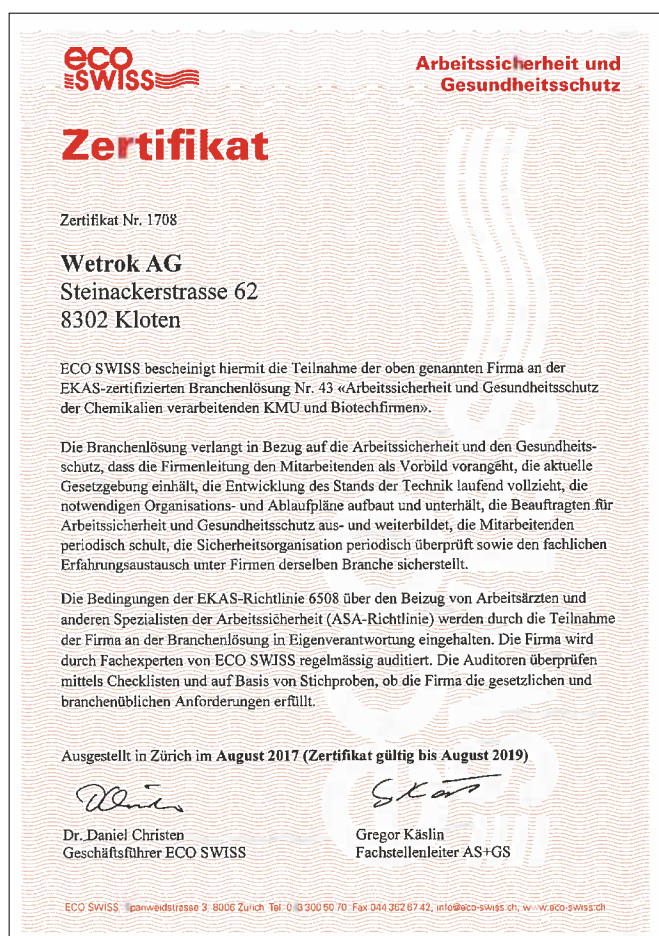 eco
SWISS
Arbeitssicherheit und
Gesundheitsschutz
Zertifikat
Zertifikat Nr. 1708
Wetrok AG
Steinackerstrasse 62
8302 Kloten
ECO SWISS bescheinigt hiermit die Teilnahme der oben genannten Firma an der
EKAS-zertifizierten Branchenlösung Nr. 43 «Arbeitssicherheit und Gesundheitsschutz
der Chemikalien verarbeitenden KMU und Biotechfirmen».
Die Branchenlösung verlangt in Bezug auf die Arbeitssicherheit und den Gesundheits-
schutz, dass die Firmenleitung den Mitarbeitenden als Vorbild vorangeht, die aktuelle
Gesetzgebung einhält, die Entwicklung des Stands der Technik laufend vollzieht, die
notwendigen Organisations- und Ablaufpläne aufbaut und unterhält, die Beauftragten für
Arbeitssicherheit und Gesundheitsschutz aus- und weiterbildet, die Mitarbeitenden
periodisch schult, die Sicherheitsorganisation periodisch überprüft sowie den fachlichen
Erfahrungsaustausch unter Firmen derselben Branche sicherstellt.
Die Bedingungen der EKAS-Richtlinie 6508 über den Beizug von Arbeitsärzten und
anderen Spezialisten der Arbeitssicherheit (ASA-Richtlinie) werden durch die Teilnahme
der Firma an der Branchenlösung in Eigenverantwortung eingehalten. Die Firma wird
durch Fachexperten von ECO SWISS regelmässig auditiert. Die Auditoren überprüfen
mittels Checklisten und auf Basis von Stichproben, ob die Firma die gesetzlichen und
branchenüblichen Anforderungen erfüllt.
Ausgestellt in Zürich im August 2017 (Zertifikat gültig bis August 2019)
Dr. Daniel Christen
Geschäftsführer ECO SWISS
Gregor Käslin
Fachstellenleiter AS+GS
ECO SWISS, 3, 8006 Zürich Tel. 300 50 70, Fax 044 362 67 42, info@eco-swiss.ch, www.eco-swiss.ch